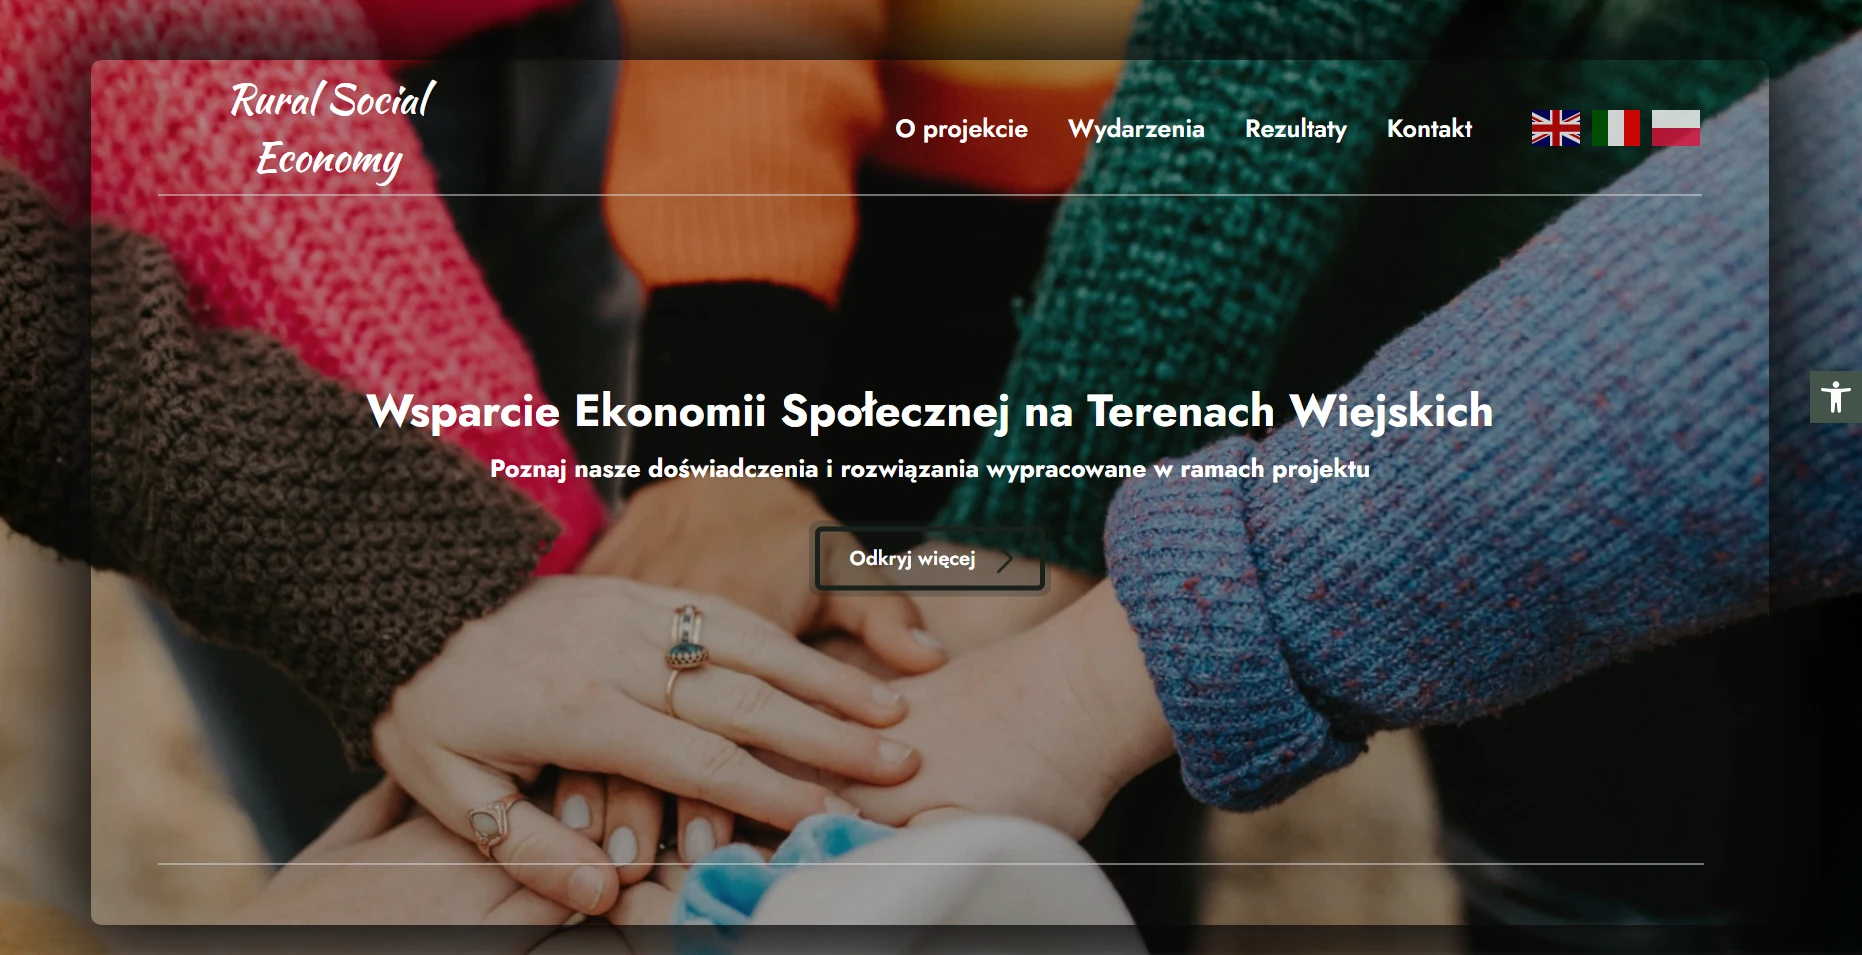 Rural Social
Economy
O projekcie Wydarzenia Rezultaty Kontakt
Wsparcie Ekonomii Społecznej na Terenach Wiejskich
Poznaj nasze doświadczenia i rozwiązania wypracowane w ramach projektu
Odkryj więcej